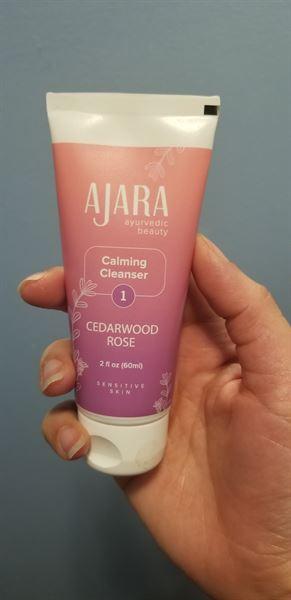 AJARA
ayurvedic
beauty
Calming
Cleanser
1
CEDARWOOD
ROSE
2 fl oz (60ml)
SENSITIVE
SKIN